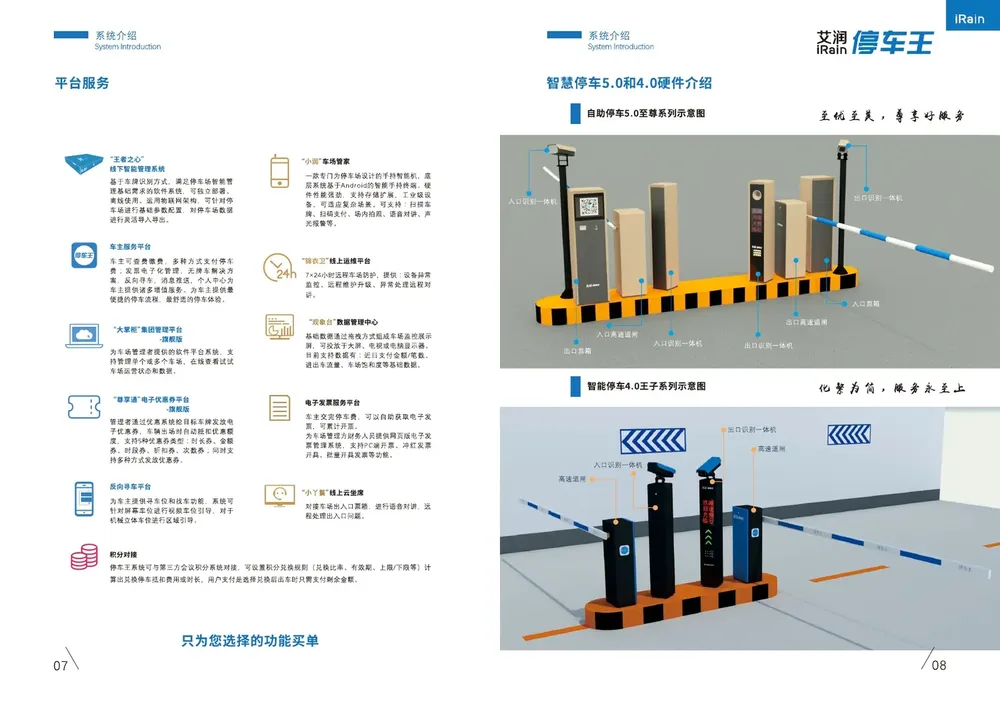 系统介绍
System Introduction
平台服务
“王者之心”
线下智能管理系统
基于车牌识别方式，满足停车场智能管
理基础需求的软件系统，可独立部署，
离线使用，运用物联网架构，可针对停
车场进行基础参数配置，对停车场数据
进行灵活导入导出。
停车王
车主服务平台
车主可查费缴费，多种方式支付停车
费；发票电子化管理，无牌车解决方
案，反向寻车，消息推送，个人中心为
车主提供诸多增值服务。为车主提供最
便捷的停车流程，最舒适的停车体验。
“大掌柜”集团管理平台
-旗舰版
为车场管理者提供的软件平台系统，支
持管理单个或多个车场，在线查看试试
车场运营状态和数据。
“尊享通”电子优惠券平台
-旗舰版
管理者通过优惠系统给目标车牌发放电
子优惠券，车辆出场时自动抵扣优惠额
度，支持5种优惠券类型：时长券、金额
券、时段券、折扣券、次数券；同时支
持多种方式发放优惠券。
反向寻车平台
为车主提供寻车位和找车功能，系统可
针对屏幕车位进行视频车位引导，对于
机械立体车位进行区域引导。
积分对接
停车王系统可与第三方会议积分系统对接，可设置积分兑换规则（兑换比率、有效期、上限/下限等）计
算出兑换停车抵扣费用或时长，用户支付是选择兑换后出车时只需支付剩余金额。
“小润”车场管家
一款专门为停车场设计的手持智能机，底
层系统基于Android的智能手持终端，硬
件性能强劲，支持存储扩展，工业级设
备，可适应复杂场景。可支持：扫根车
牌、扫码支付、场内拍照、语音对讲、声
光报警等。
24h
“锦衣卫”线上运维平台
7×24小时远程车场防护，提供：设备异常
监控、远程维护升级、异常处理远程对
讲。
“观象台”数据管理中心
基础数据通过拖拽方式组成车场监控展示
屏，可投放于大屏、电视或电脑显示器。
目前支持数据有：近日支付金额/笔数、
进出车流量、车场饱和度等基础数据。
电子发票服务平台
车主交完停车费，可以自助获取电子发
票，可累计开票。
为车场管理方财务人员提供网页版电子发
票管理系统，支持PC端开票、冲红发票
开具、批量开具发票等功能。
“小丫鬟”线上云坐席
对接车场出入口票箱，进行语音对讲，远
程处理出入口问题。
只为您选择的功能买单
07
系统介绍
System Introduction
iRain
艾润
iRain
停车王
智慧停车5.0和4.0硬件介绍
自助停车5.0至尊系列示意图
至优至美，尊享好服务
入口识别一体机
出口识别一体机
入口票箱
出口高速道闸
入口高速道闸
入口识别一体机
出口识别一体机
出口票箱
智能停车4.0王子系列示意图
化繁为简，服务永至上
出口识别一体机
高速道闸
入口识别一体机
高速道闸
08